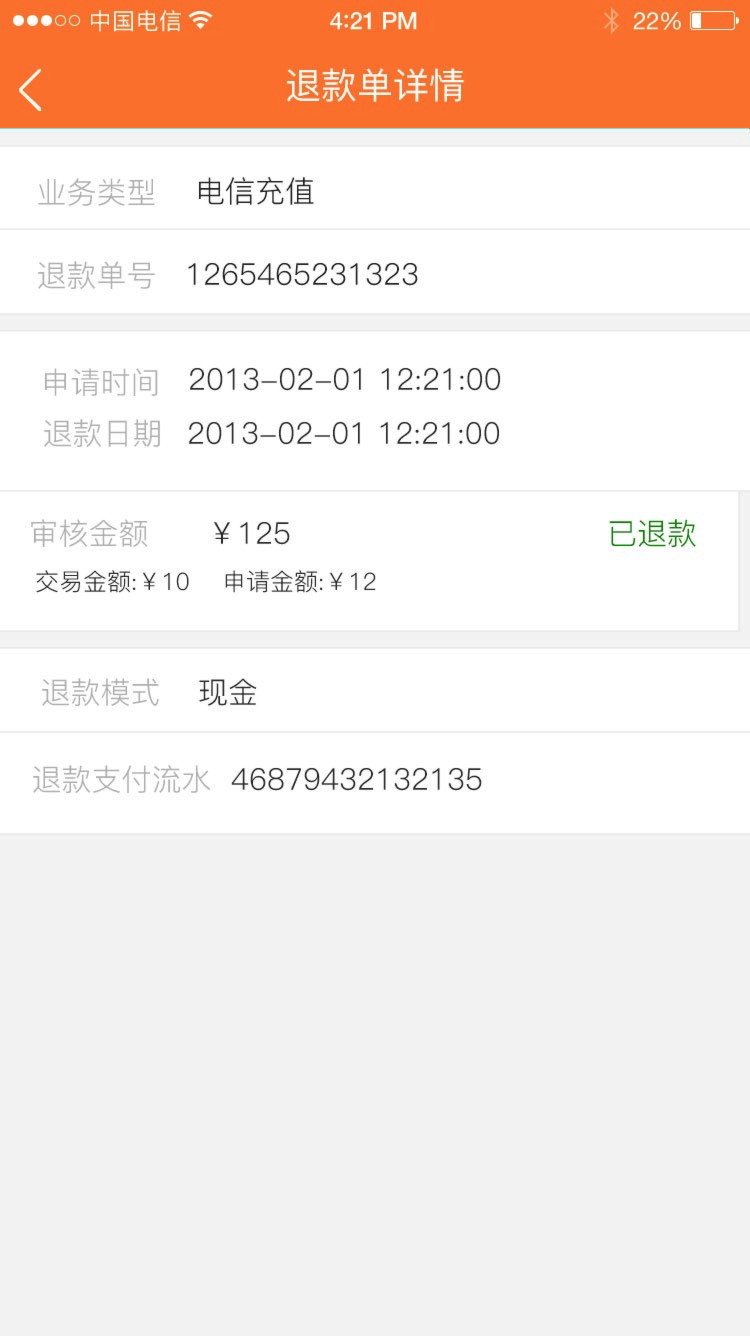 中国电信 4:21 PM 22%
退款单详情
业务类型 电信充值
退款单号 1265465231323
申请时间 2013-02-01 12:21:00
退款日期 2013-02-01 12:21:00
审核金额 ¥125 已退款
交易金额:¥10 申请金额:¥12
退款模式 现金
退款支付流水 46879432132135